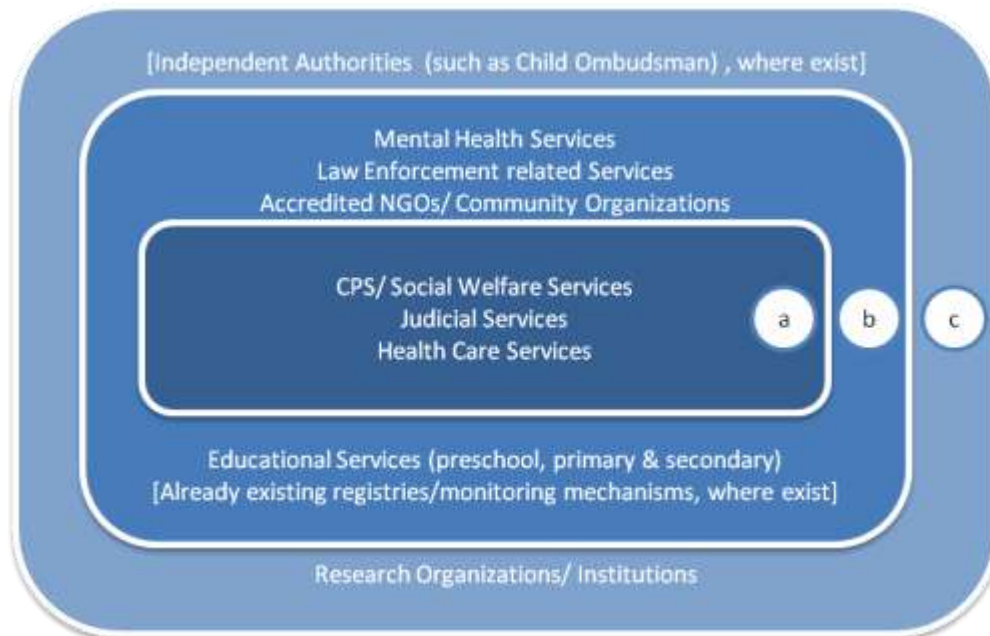 [Independent Authorities (such as Child Ombudsman) , where exist]
Mental Health Services
Law Enforcement related Services
Accredited NGOs/ Community Organizations
CPS/ Social Welfare Services
Judicial Services
Health Care Services
a
b
c
Educational Services (preschool, primary & secondary)
[Already existing registries/monitoring mechanisms, where exist]
Research Organizations/ Institutions